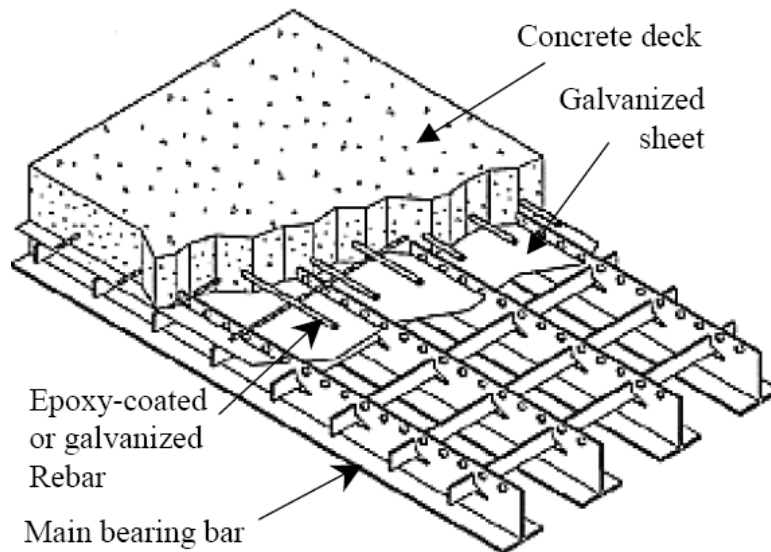 Concrete deck
Galvanized
sheet
Epoxy-coated
or galvanized
Rebar
Main bearing bar